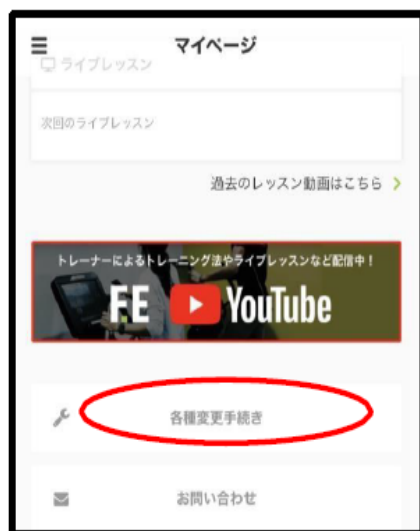 マイページ
ライブレッスン
次回のライブレッスン
過去のレッスン動画はこちら
トレーナーによるトレーニング法やライブレッスンなど配信中！
FE YouTube
各種変更手続き
お問い合わせ